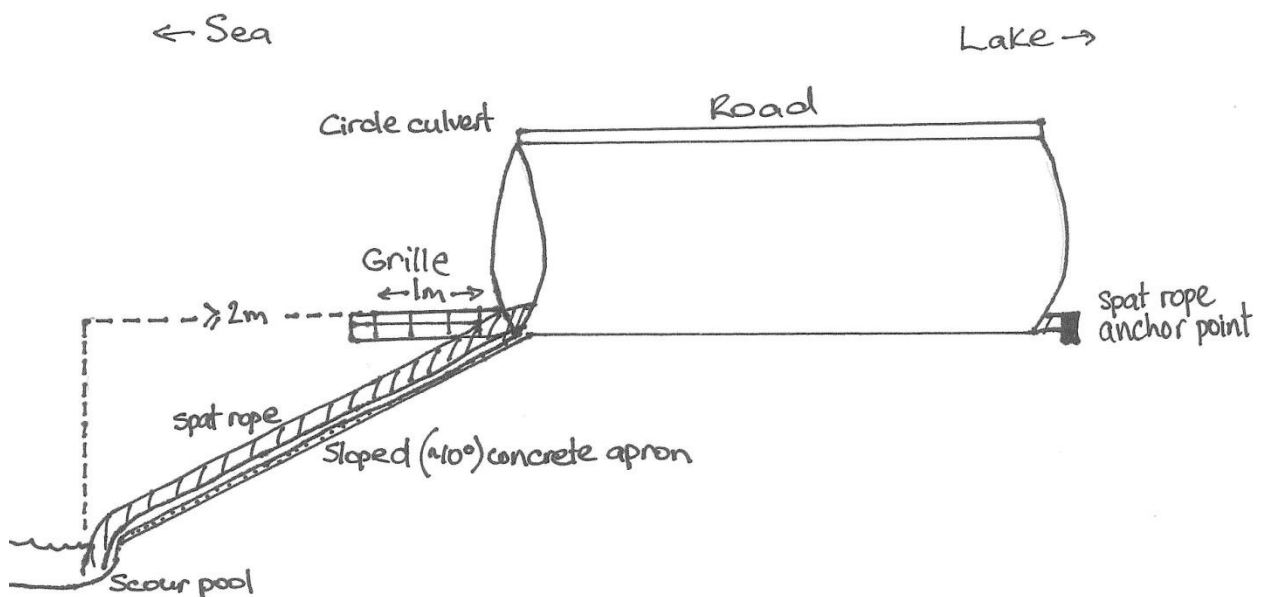 ← Sea
Lake →
Road
Circle culvert
Grille
←1m→
≥2m
spat rope
anchor point
spat rope
Sloped (~10°) concrete apron
Scour pool